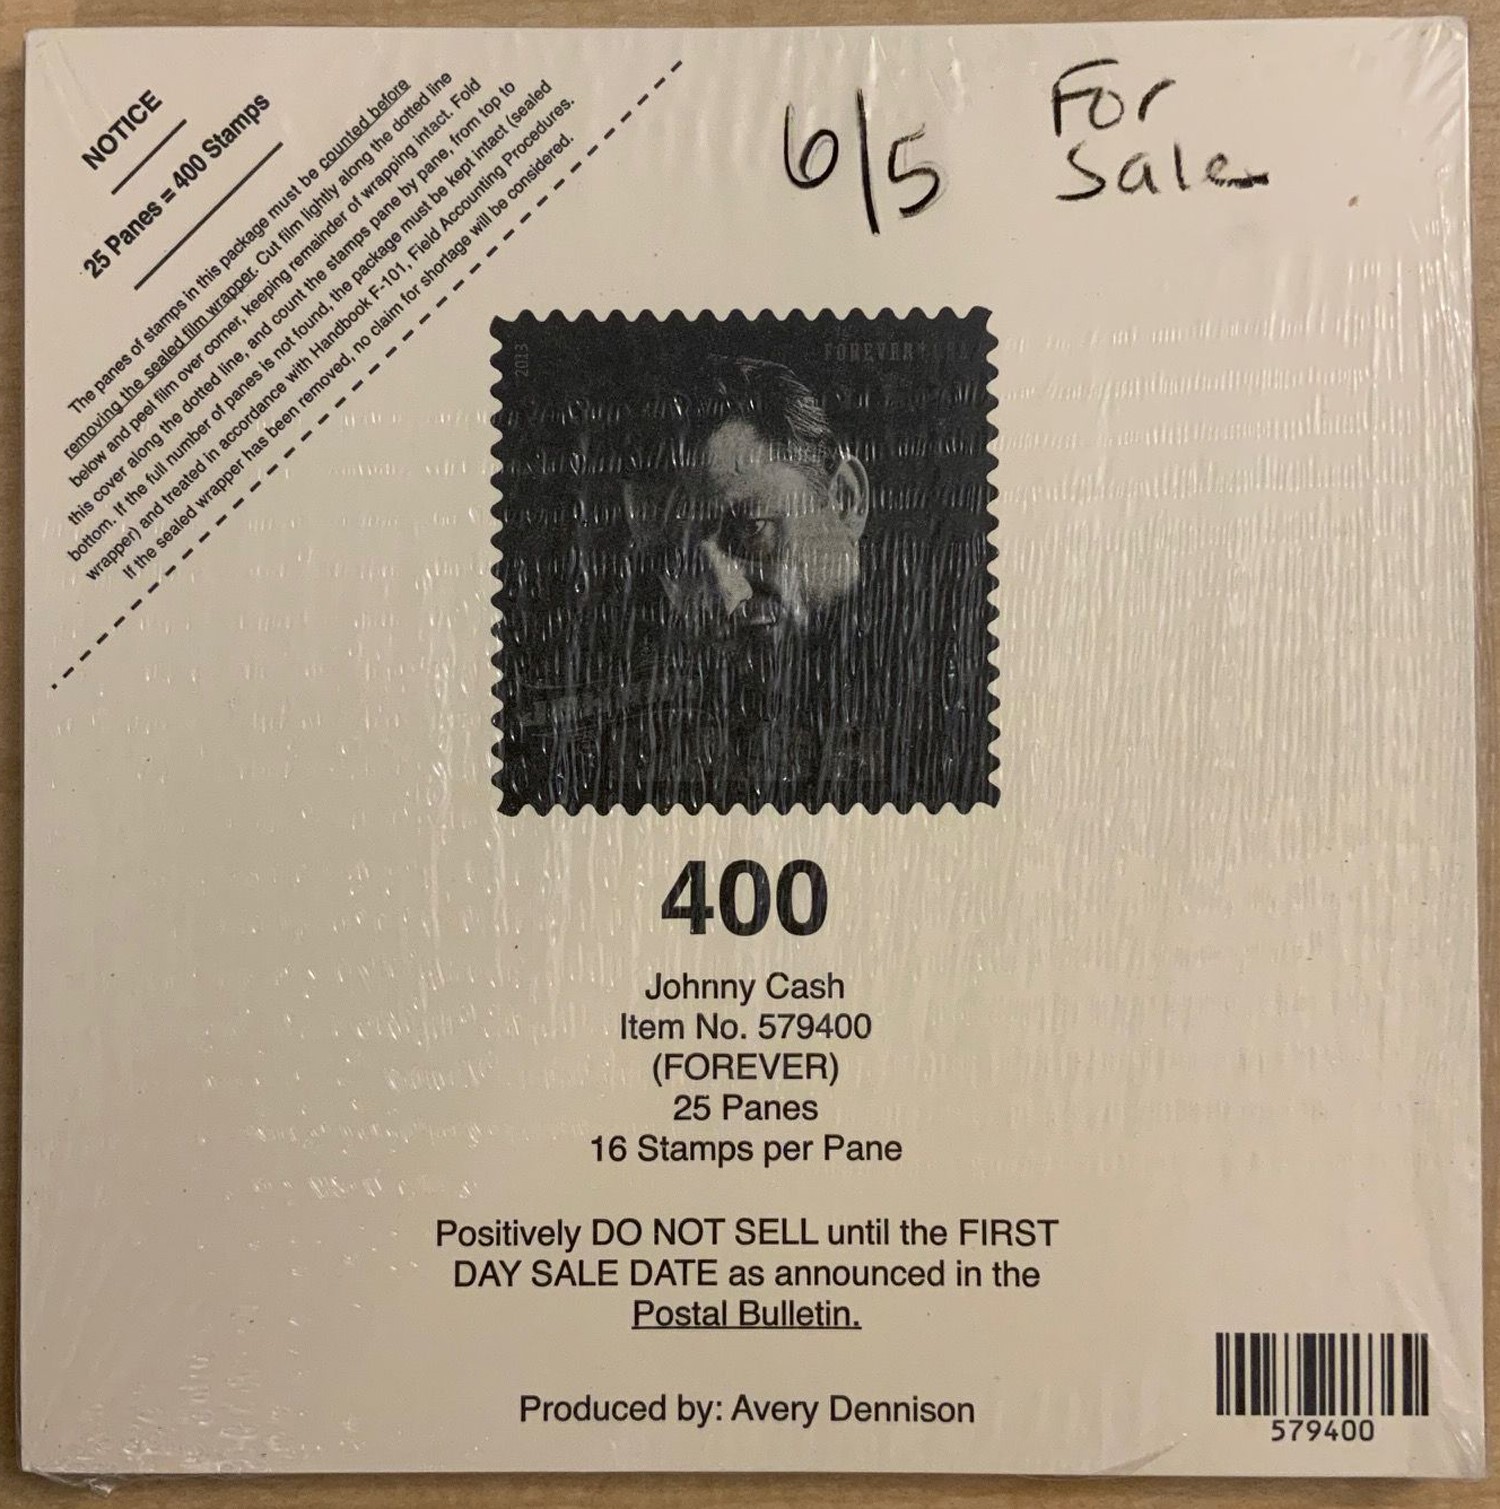 NOTICE
25 Panes = 400 Stamps
The panes of stamps in this package must be counted before
removing the sealed film wrapper. Cut film lightly along the dotted line
below and peel film over corner, keeping remainder of wrapping intact. Fold
this cover along the dotted line, and count the stamps pane by pane, from top to
bottom. If the full number of panes is not found, the package must be kept intact (sealed
wrapper) and treated in accordance with Handbook F-101, Field Accounting Procedures.
If the sealed wrapper has been removed, no claim for shortage will be considered.
6/5
For
Sale
2013
FOREVER USA
400
Johnny Cash
Item No. 579400
(FOREVER)
25 Panes
16 Stamps per Pane
Positively DO NOT SELL until the FIRST
DAY SALE DATE as announced in the
Postal Bulletin.
Produced by: Avery Dennison
579400